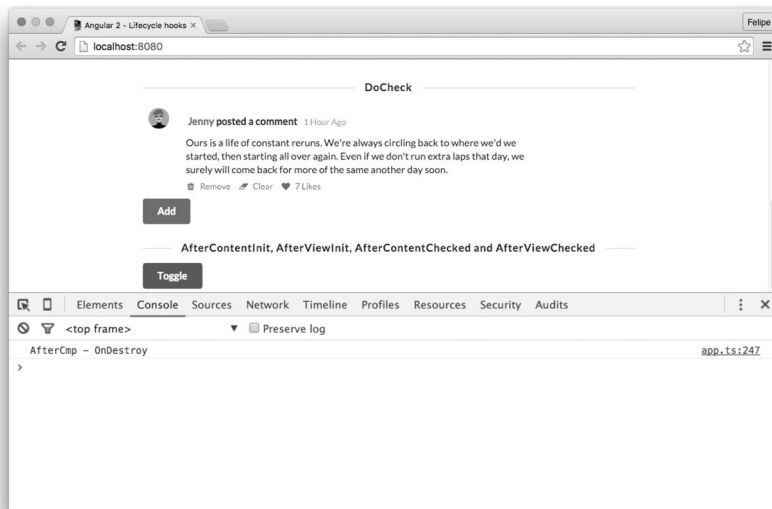 Angular 2 - Lifecycle hooks ×
Felipe
localhost:8080
DoCheck
Jenny posted a comment 1 Hour Ago
Ours is a life of constant reruns. We're always circling back to where we'd we
started, then starting all over again. Even if we don't run extra laps that day, we
surely will come back for more of the same another day soon.
Remove Clear 7 Likes
Add
AfterContentInit, AfterViewInit, AfterContentChecked and AfterViewChecked
Toggle
Elements Console Sources Network Timeline Profiles Resources Security Audits
<top frame> ▼ Preserve log
AfterCmp - OnDestroy app.ts:247
>